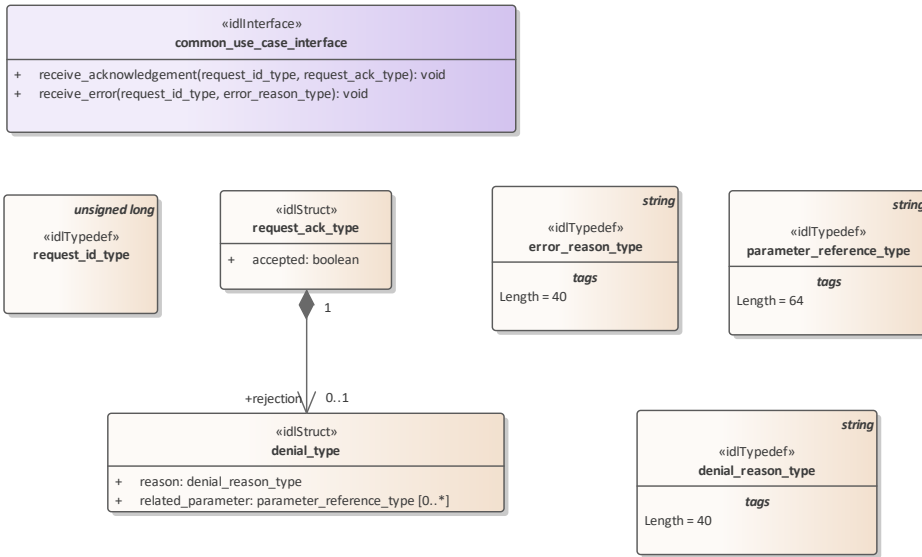 «idlInterface»
common_use_case_interface
+ receive_acknowledgement(request_id_type, request_ack_type): void
+ receive_error(request_id_type, error_reason_type): void
unsigned long
«idlTypedef»
request_id_type
«idlStruct»
request_ack_type
+ accepted: boolean
string
«idlTypedef»
error_reason_type
tags
Length = 40
string
«idlTypedef»
parameter_reference_type
tags
Length = 64
1
+rejection
0..1
«idlStruct»
denial_type
+ reason: denial_reason_type
+ related_parameter: parameter_reference_type [0..*]
string
«idlTypedef»
denial_reason_type
tags
Length = 40